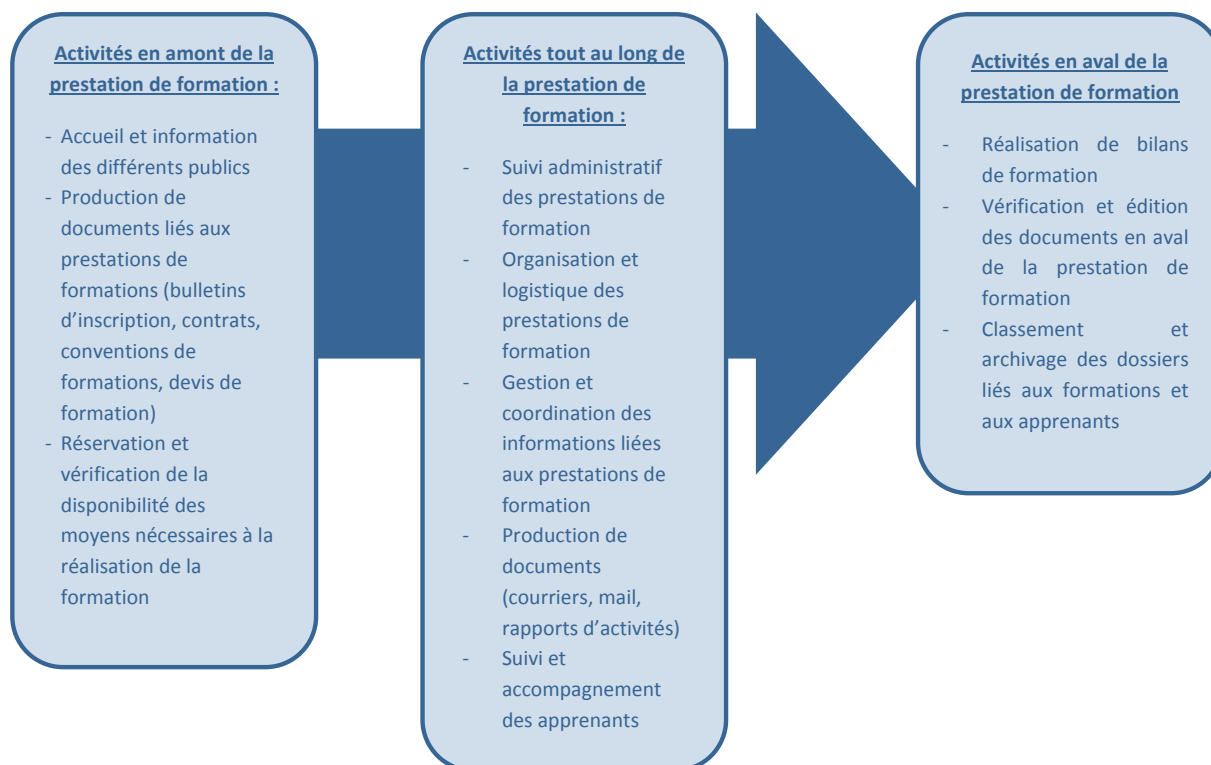 Activités en amont de la
prestation de formation :
- Accueil et information
des différents publics
- Production de
documents liés aux
prestations de
formations (bulletins
d’inscription, contrats,
conventions de
formations, devis de
formation)
- Réservation et
vérification de la
disponibilité des
moyens nécessaires à la
réalisation de la
formation
Activités tout au long de
la prestation de
formation :
- Suivi administratif
des prestations de
formation
- Organisation et
logistique des
prestations de
formation
- Gestion et
coordination des
informations liées
aux prestations de
formation
- Production de
documents
(courriers, mail,
rapports d’activités)
- Suivi et
accompagnement
des apprenants
Activités en aval de la
prestation de formation
- Réalisation de bilans
de formation
- Vérification et édition
des documents en aval
de la prestation de
formation
- Classement et
archivage des dossiers
liés aux formations et
aux apprenants